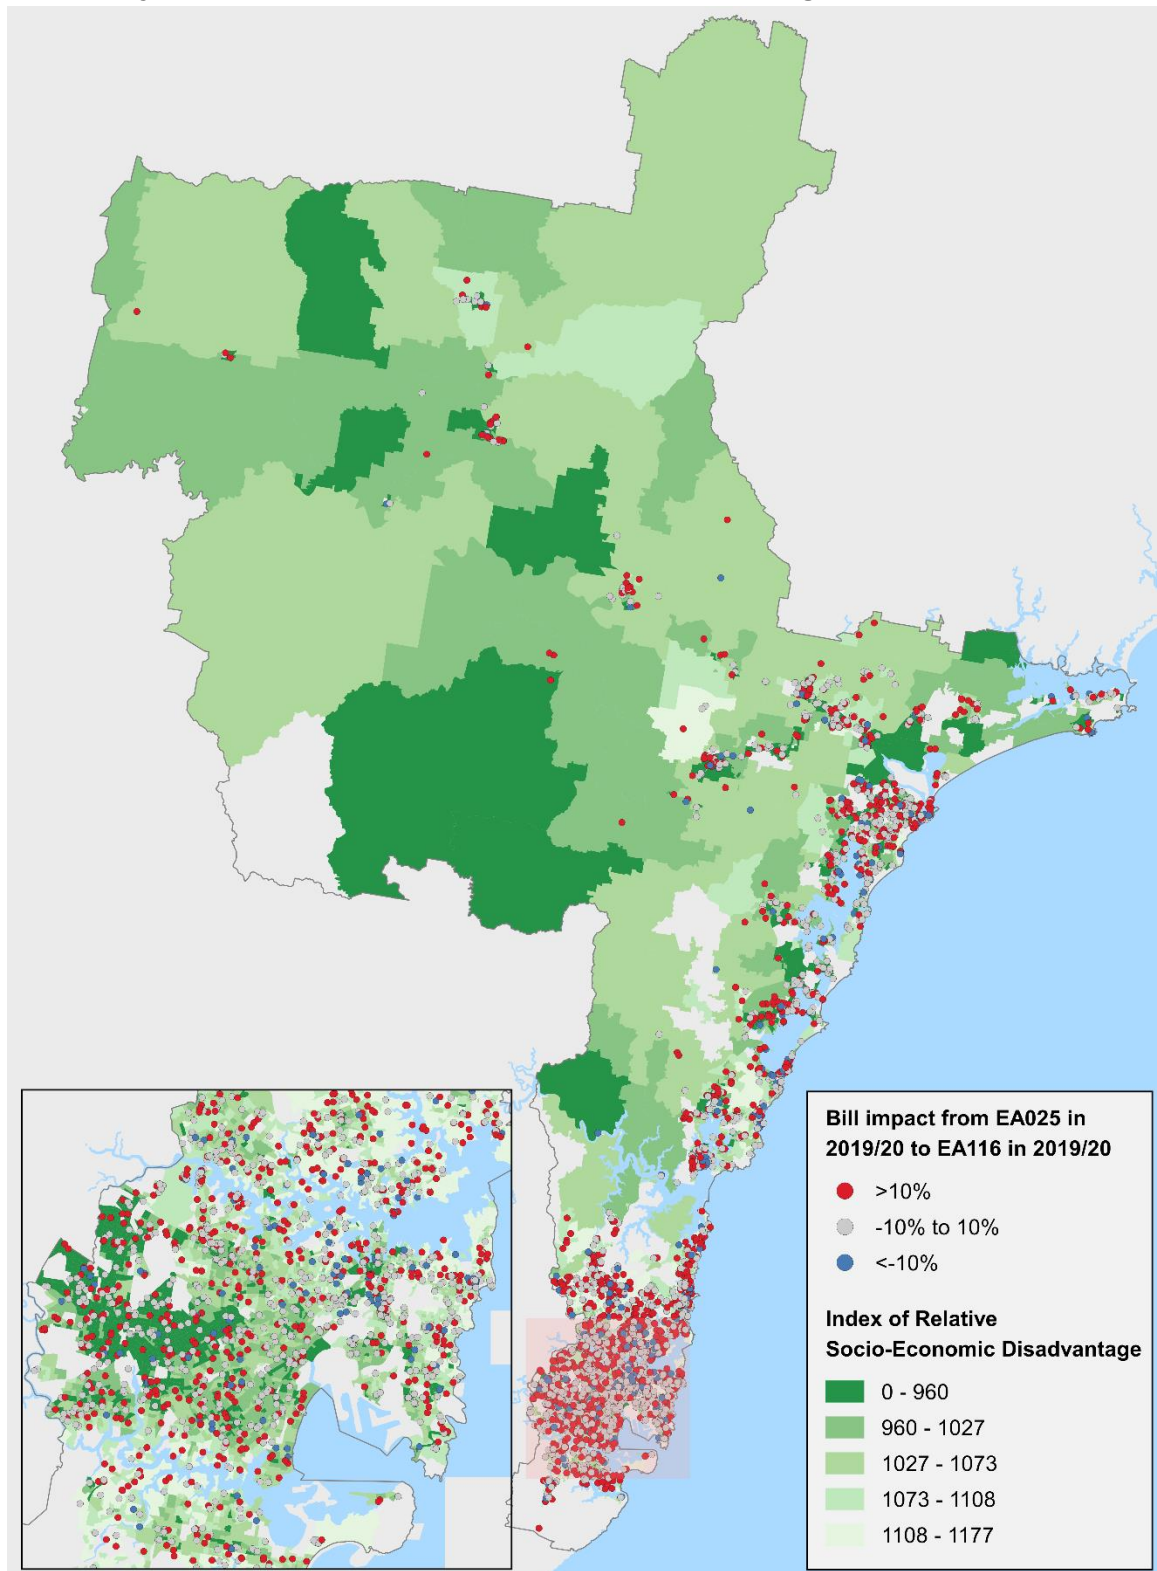 Bill impact from EA025 in
2019/20 to EA116 in 2019/20
>10%
-10% to 10%
<-10%
Index of Relative
Socio-Economic Disadvantage
0 - 960
960 - 1027
1027 - 1073
1073 - 1108
1108 - 1177